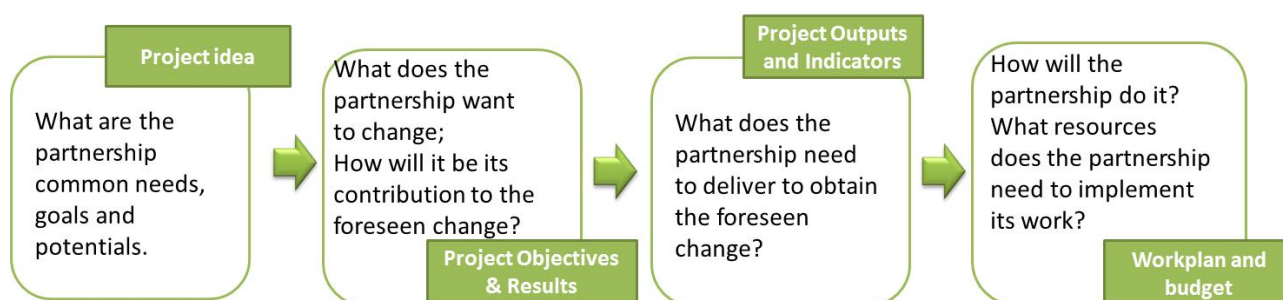 Project idea
What are the
partnership
common needs,
goals and
potentials.
What does the
partnership want
to change;
How will it be its
contribution to the
foreseen change?
Project Objectives
& Results
Project Outputs
and Indicators
What does the
partnership need
to deliver to obtain
the foreseen
change?
How will the
partnership do it?
What resources
does the partnership
need to implement
its work?
Workplan and
budget